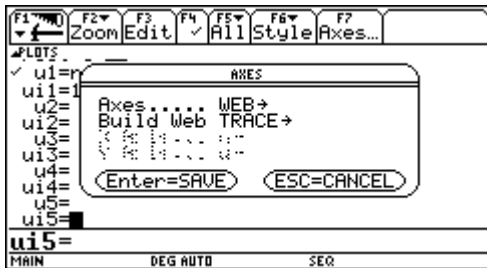 F1 F2 F3 F4 F5 F6 F7
Zoom Edit ✓ All Style Axes...
PLOTS
✓ u1=n
ui1=1
u2=
ui2=
u3=
ui3=
u4=
ui4=
u5=
ui5=
AXES
Axes..... WEB→
Build Web TRACE→
Enter=SAVE
ESC=CANCEL
ui5=
MAIN DEG AUTO SEQ